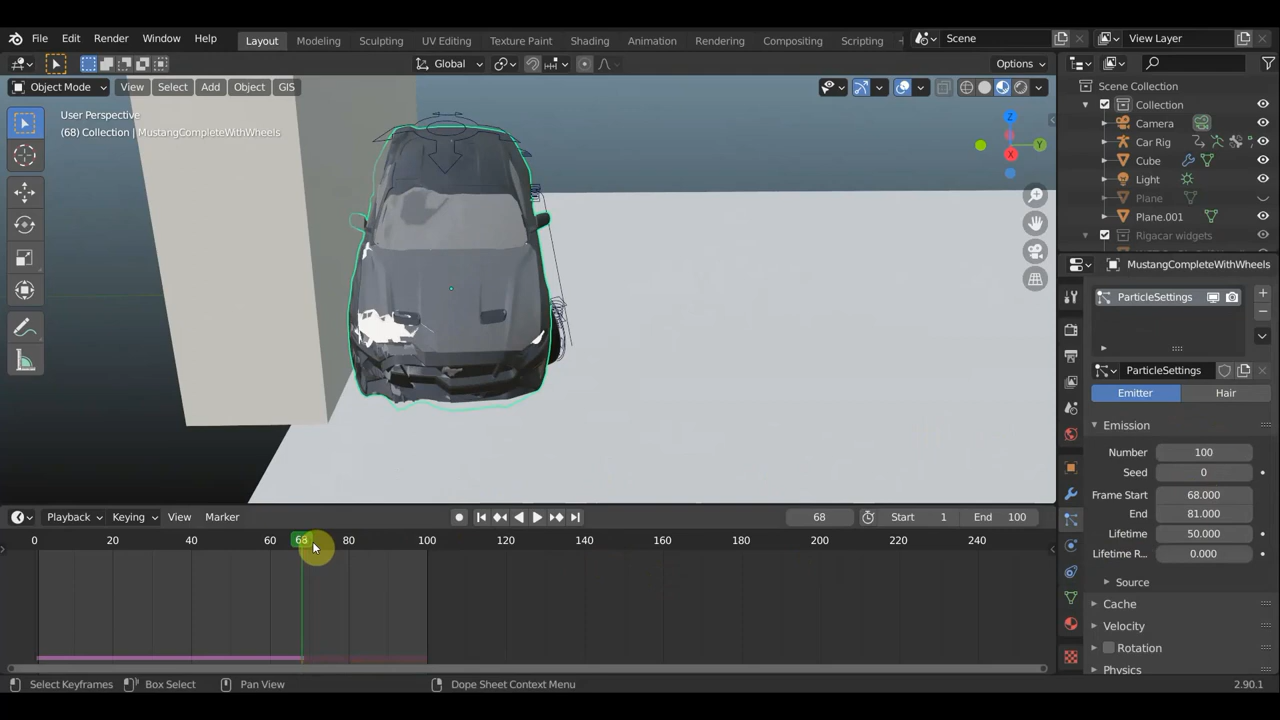 File Edit Render Window Help
Layout Modeling Sculpting UV Editing Texture Paint Shading Animation Rendering Compositing Scripting
Scene
View Layer
Global
Options
Object Mode View Select Add Object GIS
User Perspective
(68) Collection | MustangCompleteWithWheels
Z
Y
X
Scene Collection
Collection
Camera
Car Rig
Cube
Light
Plane
Plane.001
Rigacar widgets
MustangCompleteWithWheels
ParticleSettings
ParticleSettings
Emitter Hair
Emission
Number 100
Seed 0
Frame Start 68.000
End 81.000
Lifetime 50.000
Lifetime R... 0.000
Source
Cache
Velocity
Rotation
Physics
Playback Keying View Marker
68 Start 1 End 100
0 20 40 60 68 80 100 120 140 160 180 200 220 240
Select Keyframes Box Select Pan View Dope Sheet Context Menu 2.90.1